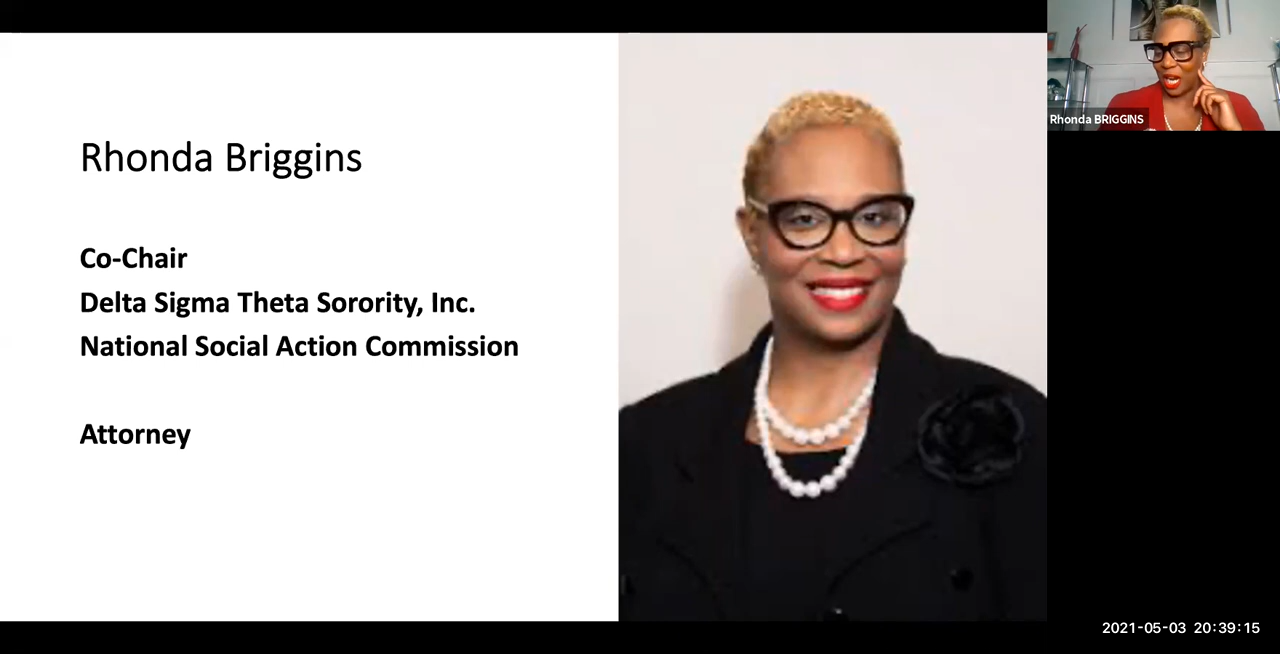 Rhonda Briggins
Co-Chair
Delta Sigma Theta Sorority, Inc.
National Social Action Commission
Attorney
Rhonda BRIGGINS
2021-05-03 20:39:15